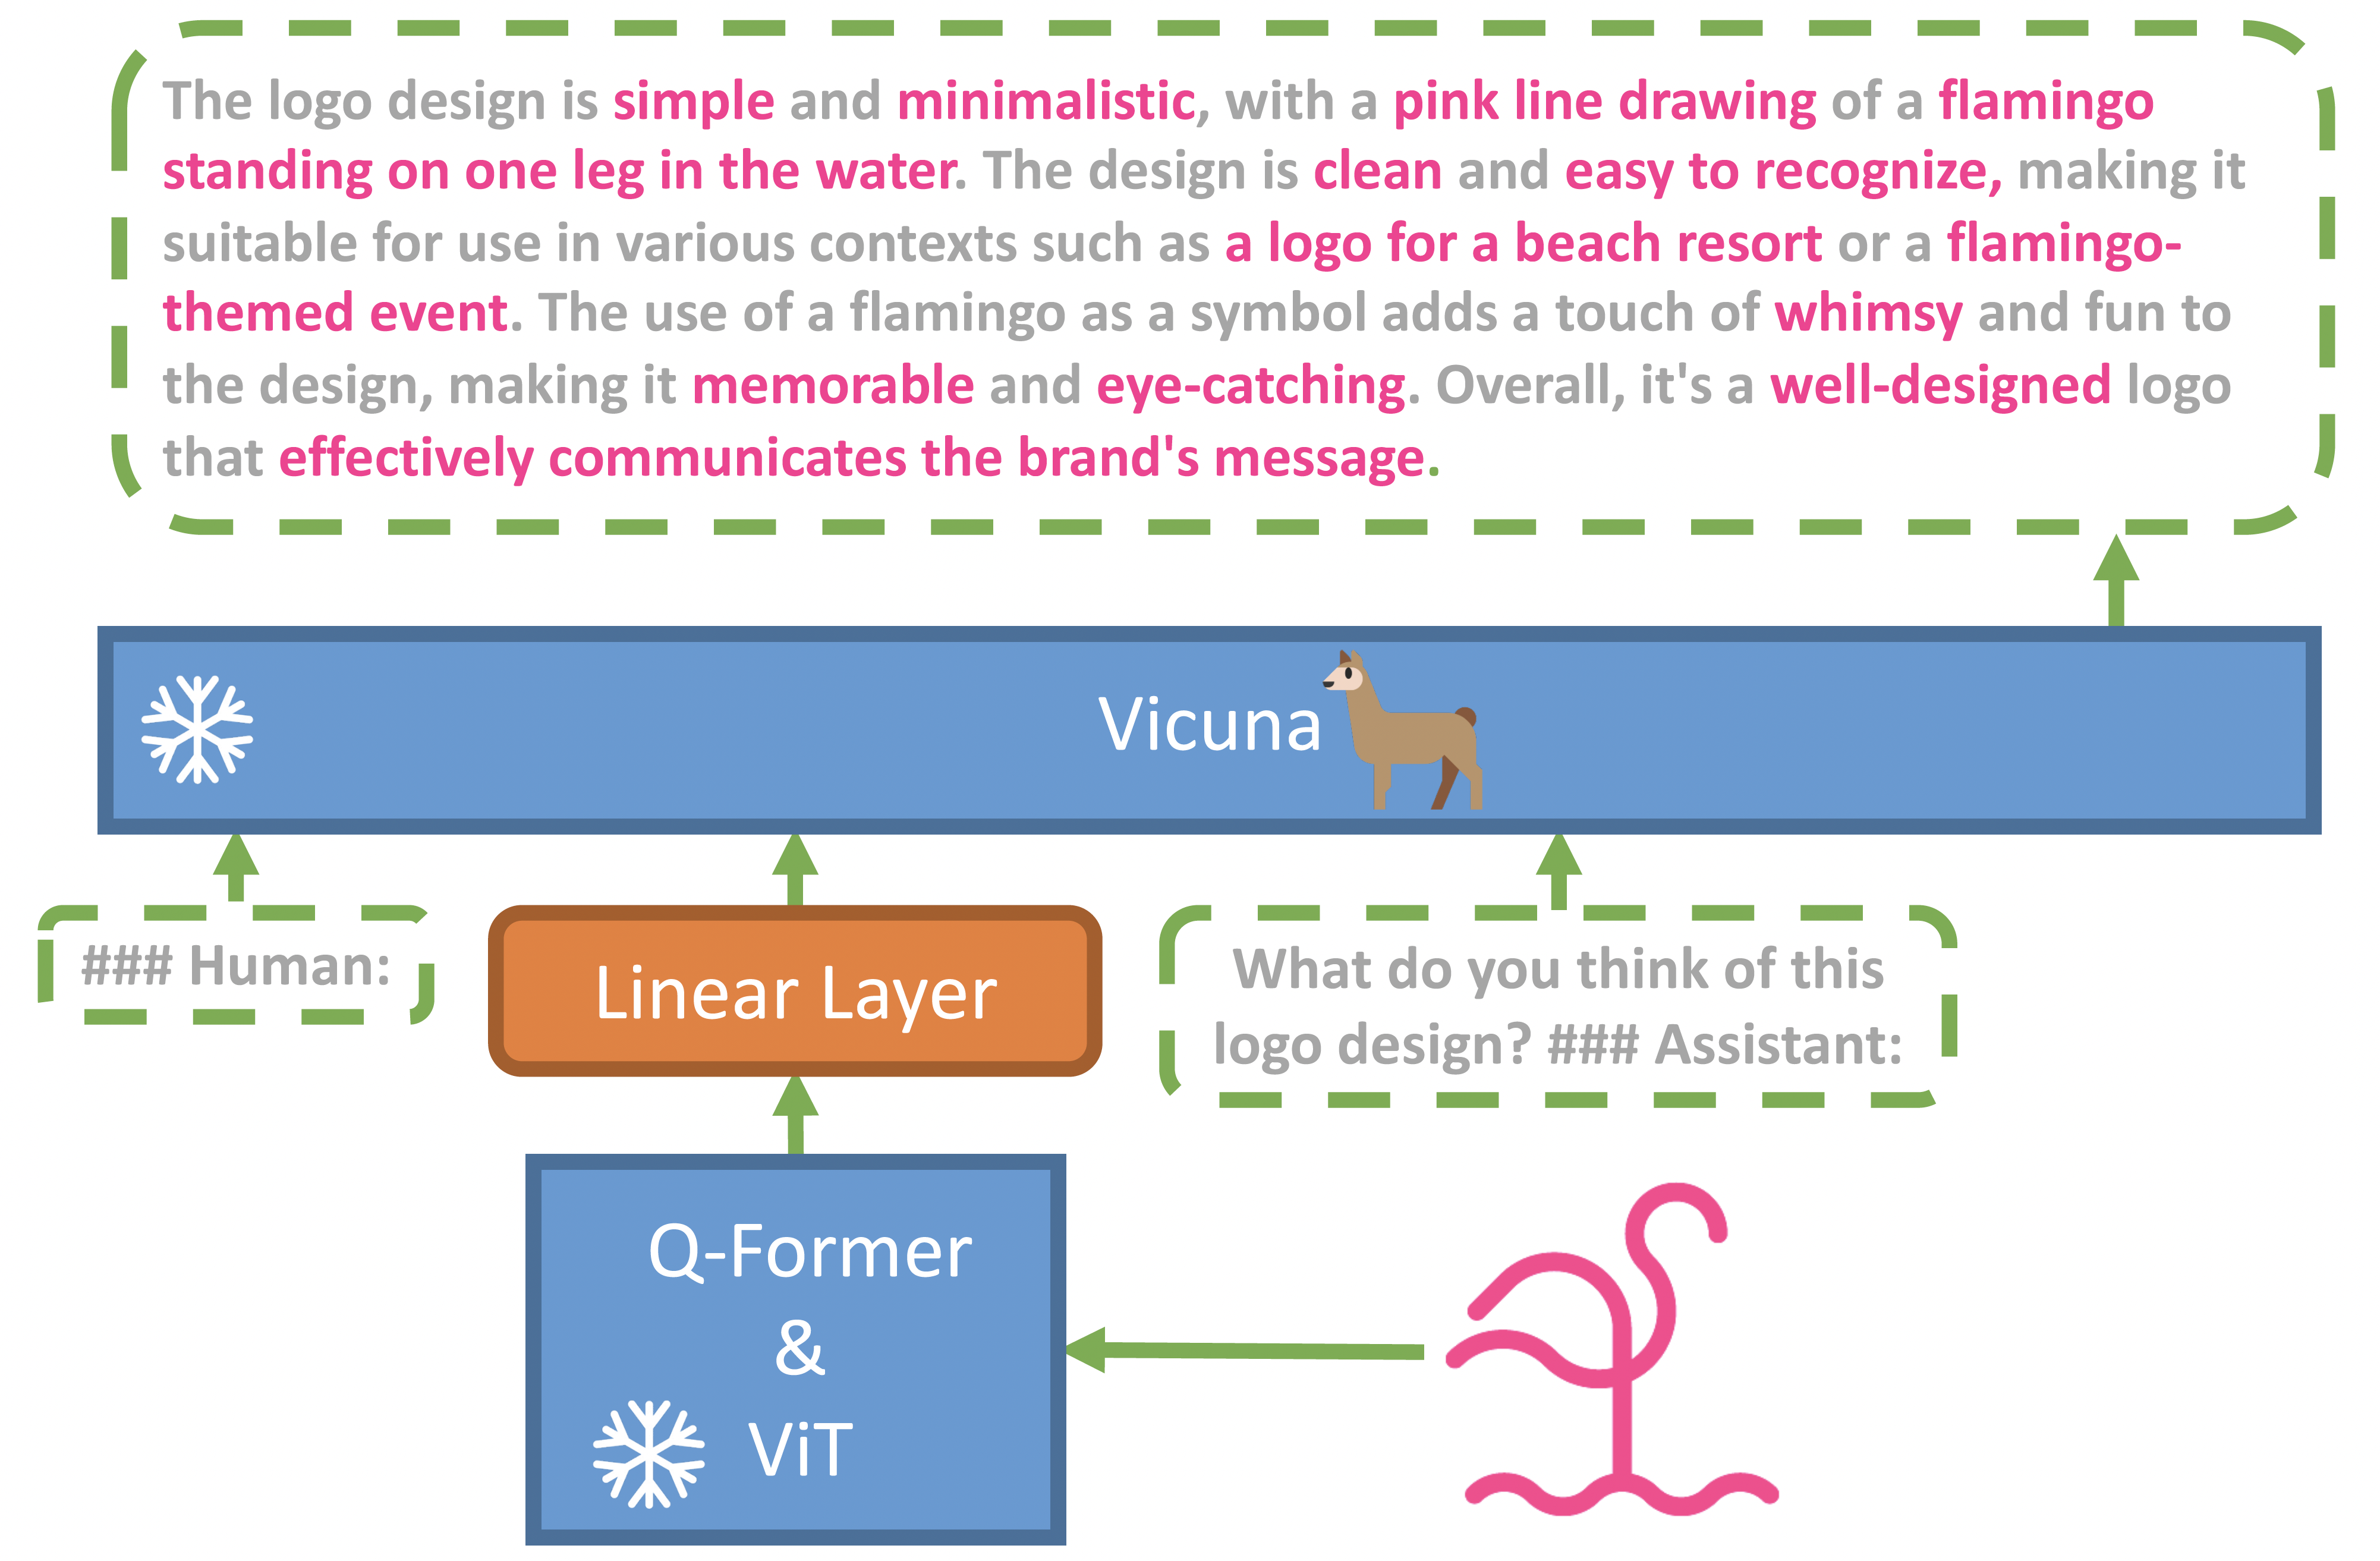 The logo design is simple and minimalistic, with a pink line drawing of a flamingo
standing on one leg in the water. The design is clean and easy to recognize, making it
suitable for use in various contexts such as a logo for a beach resort or a flamingo-
themed event. The use of a flamingo as a symbol adds a touch of whimsy and fun to
the design, making it memorable and eye-catching. Overall, it's a well-designed logo
that effectively communicates the brand's message.
Vicuna
### Human:
Linear Layer
What do you think of this
logo design? ### Assistant:
Q-Former
&
ViT